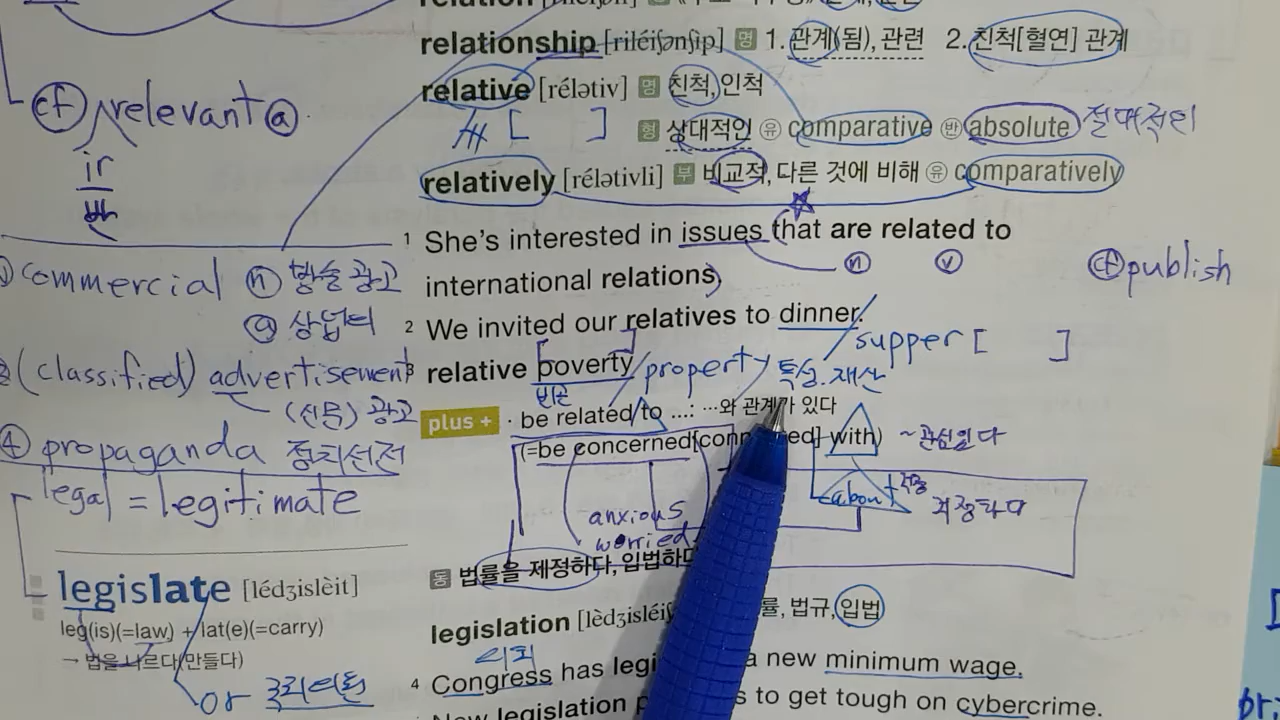 relationship [riléiʃənʃip] 명 1. 관계(됨), 관련 2. 친척[혈연] 관계
relative [rélətiv] 명 친척, 인척
형 상대적인 유 comparative 반 absolute 절대적인
relatively [rélətivli] 부 비교적, 다른 것에 비해 유 comparatively
cf relevant a
ir
반
1 She's interested in issues that are related to
n v cf publish
international relations
commercial n 방송 광고
a 상업적
2 We invited our relatives to dinner.
supper [ ]
(classified) advertisement
(신문) 광고
3 relative poverty / property 특성. 재산
빈곤
plus + · be related to ...: …와 관계가 있다
(=be concerned[ with) ~관심있다
④ propaganda 정치선전
legal = legitimate
about 걱정하다
anxious
worried
legislate [lédʒislèit] 동 법률을 제정하다, 입법하다
leg(is)(=law) + lat(e)(=carry)
→ 법을 나르다(만들다)
or
legislation 법규, 입법
의회
4 Congress has a new minimum wage.
legislation to get tough on cybercrime.